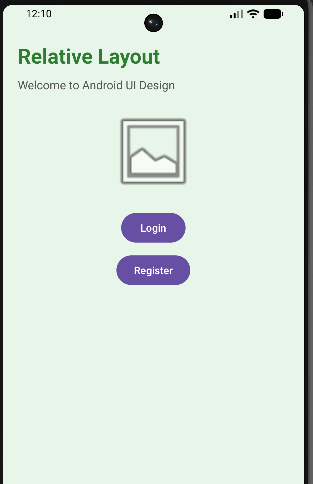 12:10
Relative Layout
Welcome to Android UI Design
Login
Register